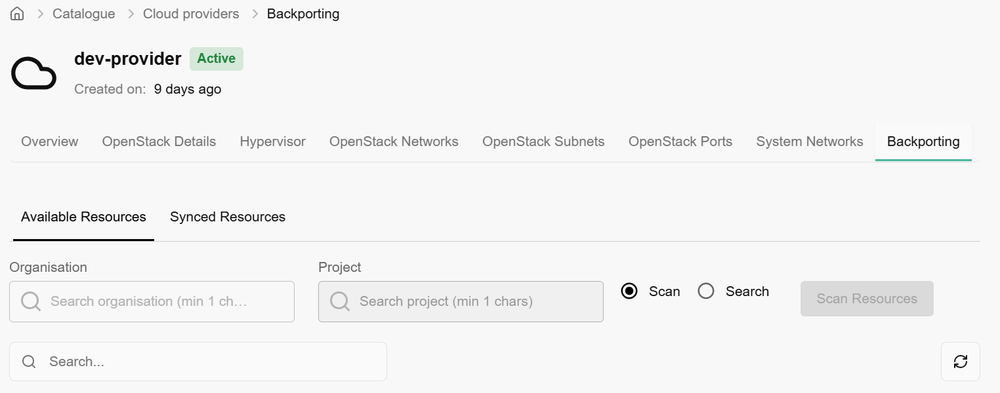 Catalogue Cloud providers Backporting
dev-provider Active
Created on: 9 days ago
Overview OpenStack Details Hypervisor OpenStack Networks OpenStack Subnets OpenStack Ports System Networks Backporting
Available Resources Synced Resources
Organisation Project
Search organisation (min 1 ch… Search project (min 1 chars) Scan Search Scan Resources
Search...